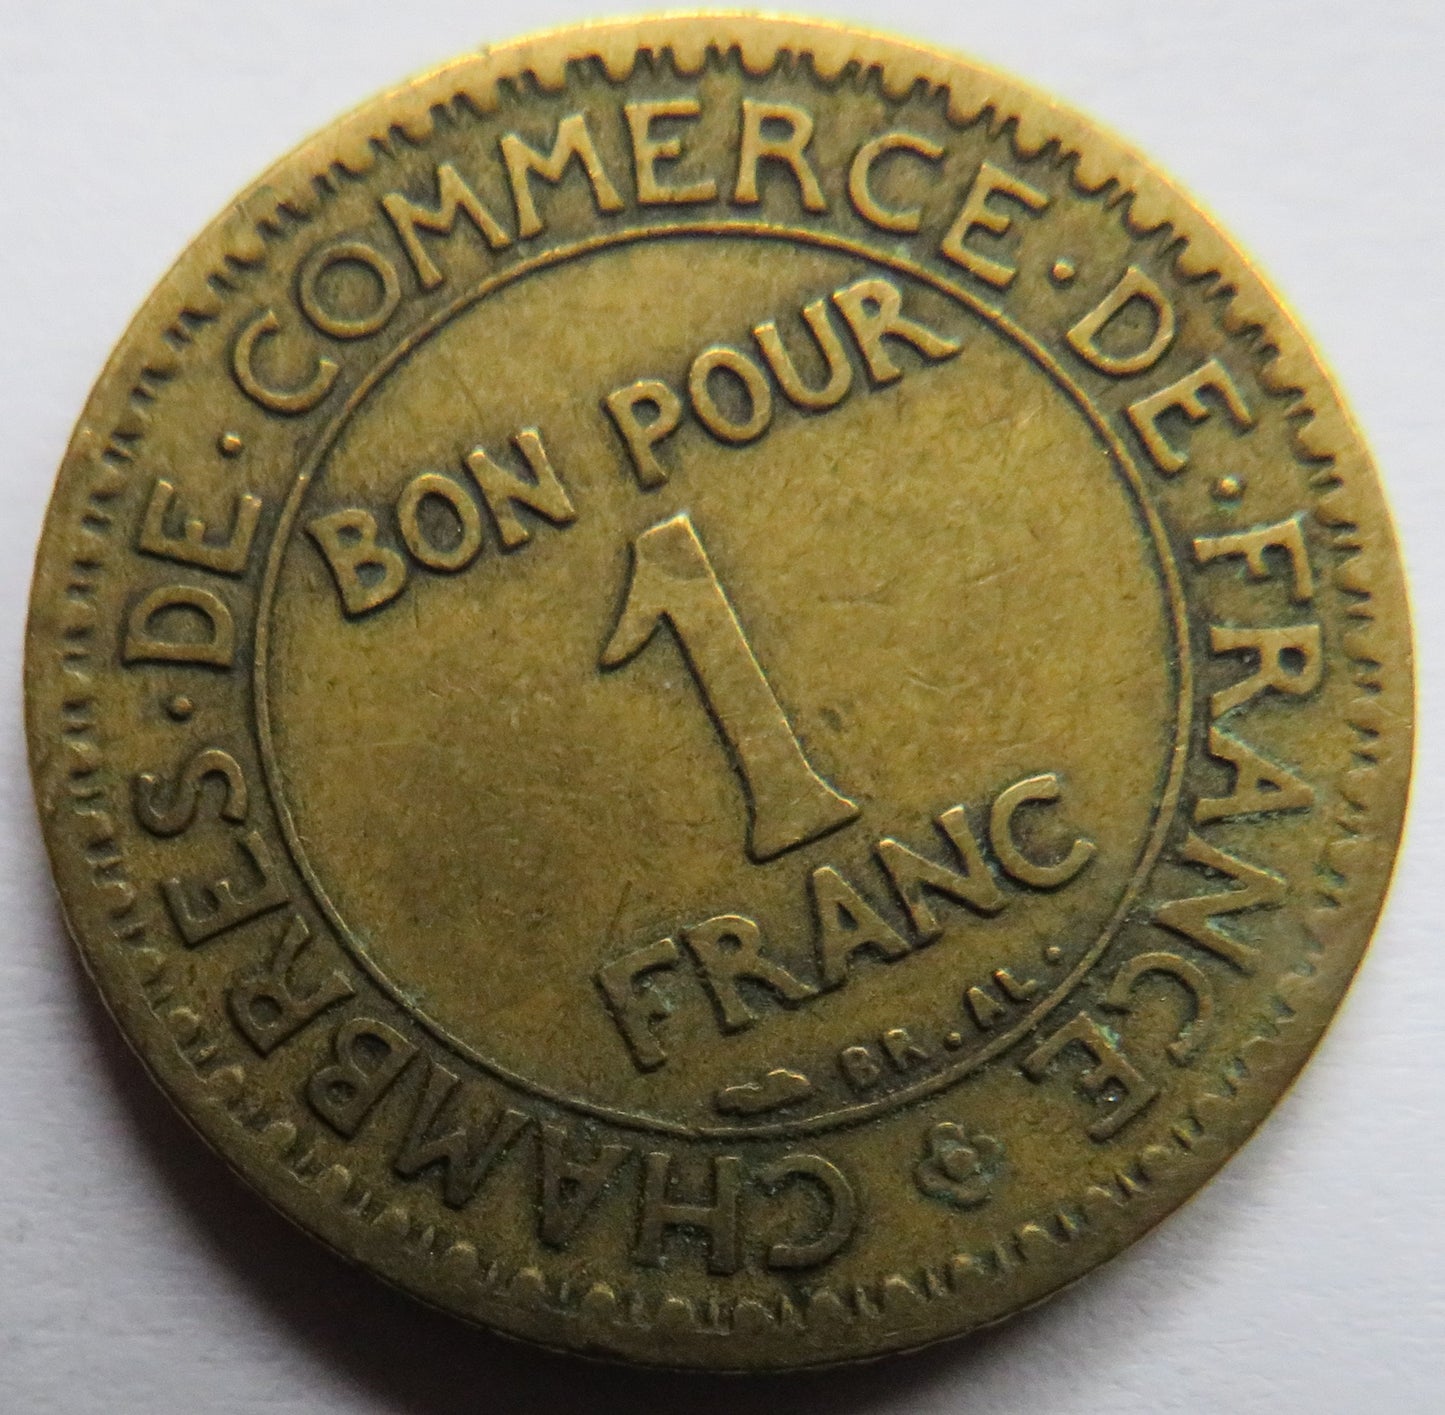 CHAMBRES·DE·COMMERCE·DE·FRANCE
BON POUR
1
FRANC
BR. AL.